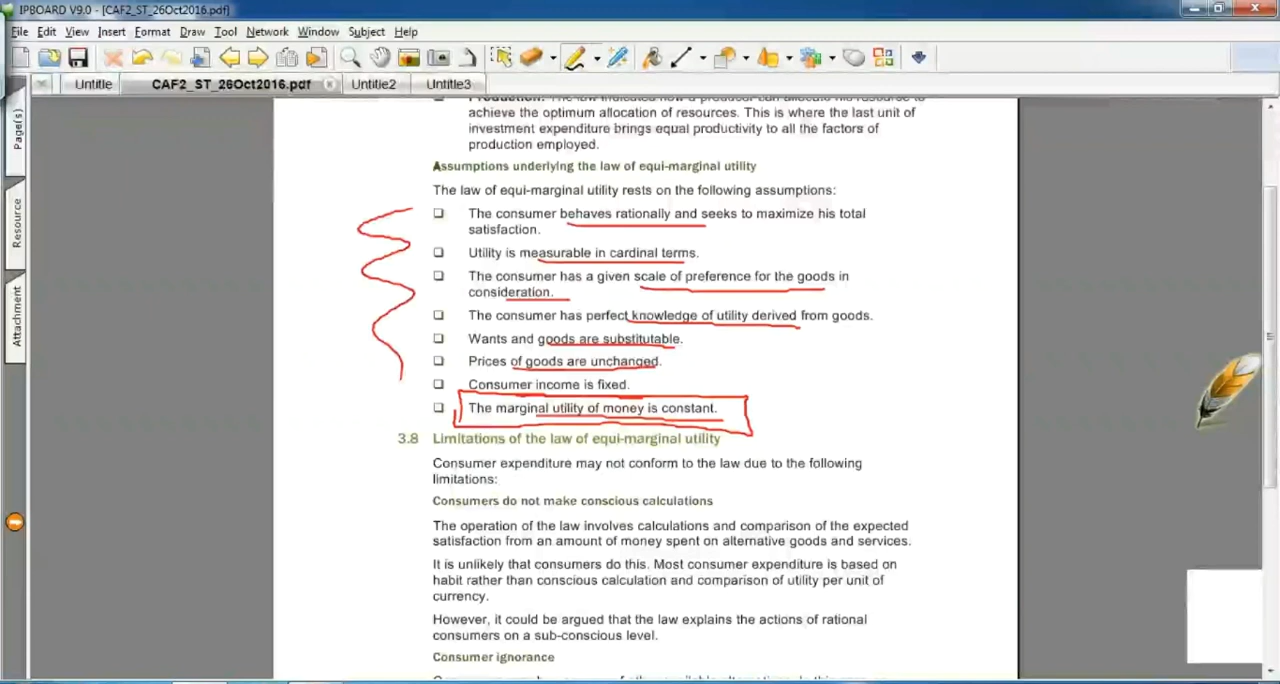 IPBOARD V9.0 - [CAF2_ST_26Oct2016.pdf]
File Edit View Insert Format Draw Tool Network Window Subject Help
Untitle CAF2_ST_26Oct2016.pdf Untitle2 Untitle3
Page(s)
Resource
Attachment
achieve the optimum allocation of resources. This is where the last unit of
investment expenditure brings equal productivity to all the factors of
production employed.
Assumptions underlying the law of equi-marginal utility
The law of equi-marginal utility rests on the following assumptions:
The consumer behaves rationally and seeks to maximize his total
satisfaction.
Utility is measurable in cardinal terms.
The consumer has a given scale of preference for the goods in
consideration.
The consumer has perfect knowledge of utility derived from goods.
Wants and goods are substitutable.
Prices of goods are unchanged.
Consumer income is fixed.
The marginal utility of money is constant.
3.8 Limitations of the law of equi-marginal utility
Consumer expenditure may not conform to the law due to the following
limitations:
Consumers do not make conscious calculations
The operation of the law involves calculations and comparison of the expected
satisfaction from an amount of money spent on alternative goods and services.
It is unlikely that consumers do this. Most consumer expenditure is based on
habit rather than conscious calculation and comparison of utility per unit of
currency.
However, it could be argued that the law explains the actions of rational
consumers on a sub-conscious level.
Consumer ignorance